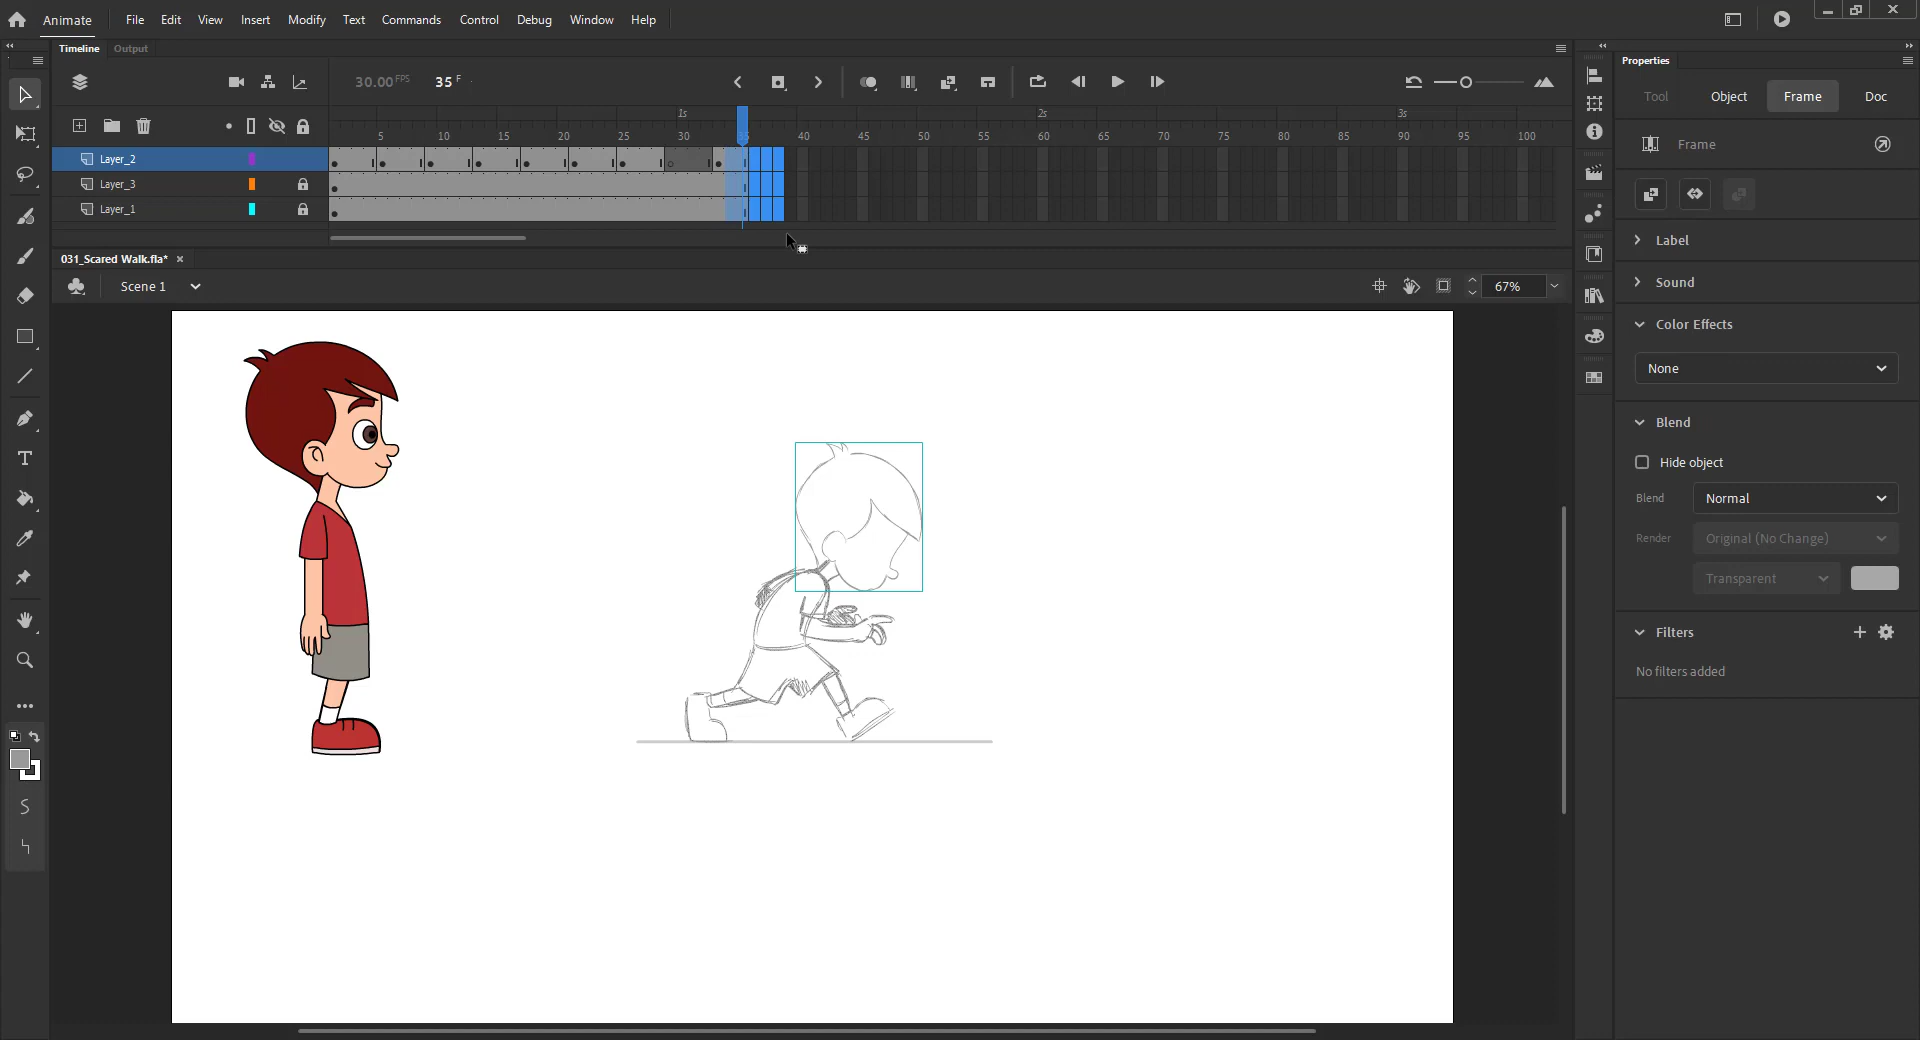 Animate File Edit View Insert Modify Text Commands Control Debug Window Help
Timeline Output
Properties
30.00 FPS 35 F
Tool Object Frame Doc
1s 2s 3s
5 10 15 20 25 30 35 40 45 50 55 60 65 70 75 80 85 90 95 100
Layer_2
Frame
Layer_3
Layer_1
Label
031_Scared Walk.fla* ×
Scene 1 67%
Sound
Color Effects
None
Blend
Hide object
Blend Normal
Render Original (No Change)
Transparent
Filters
No filters added